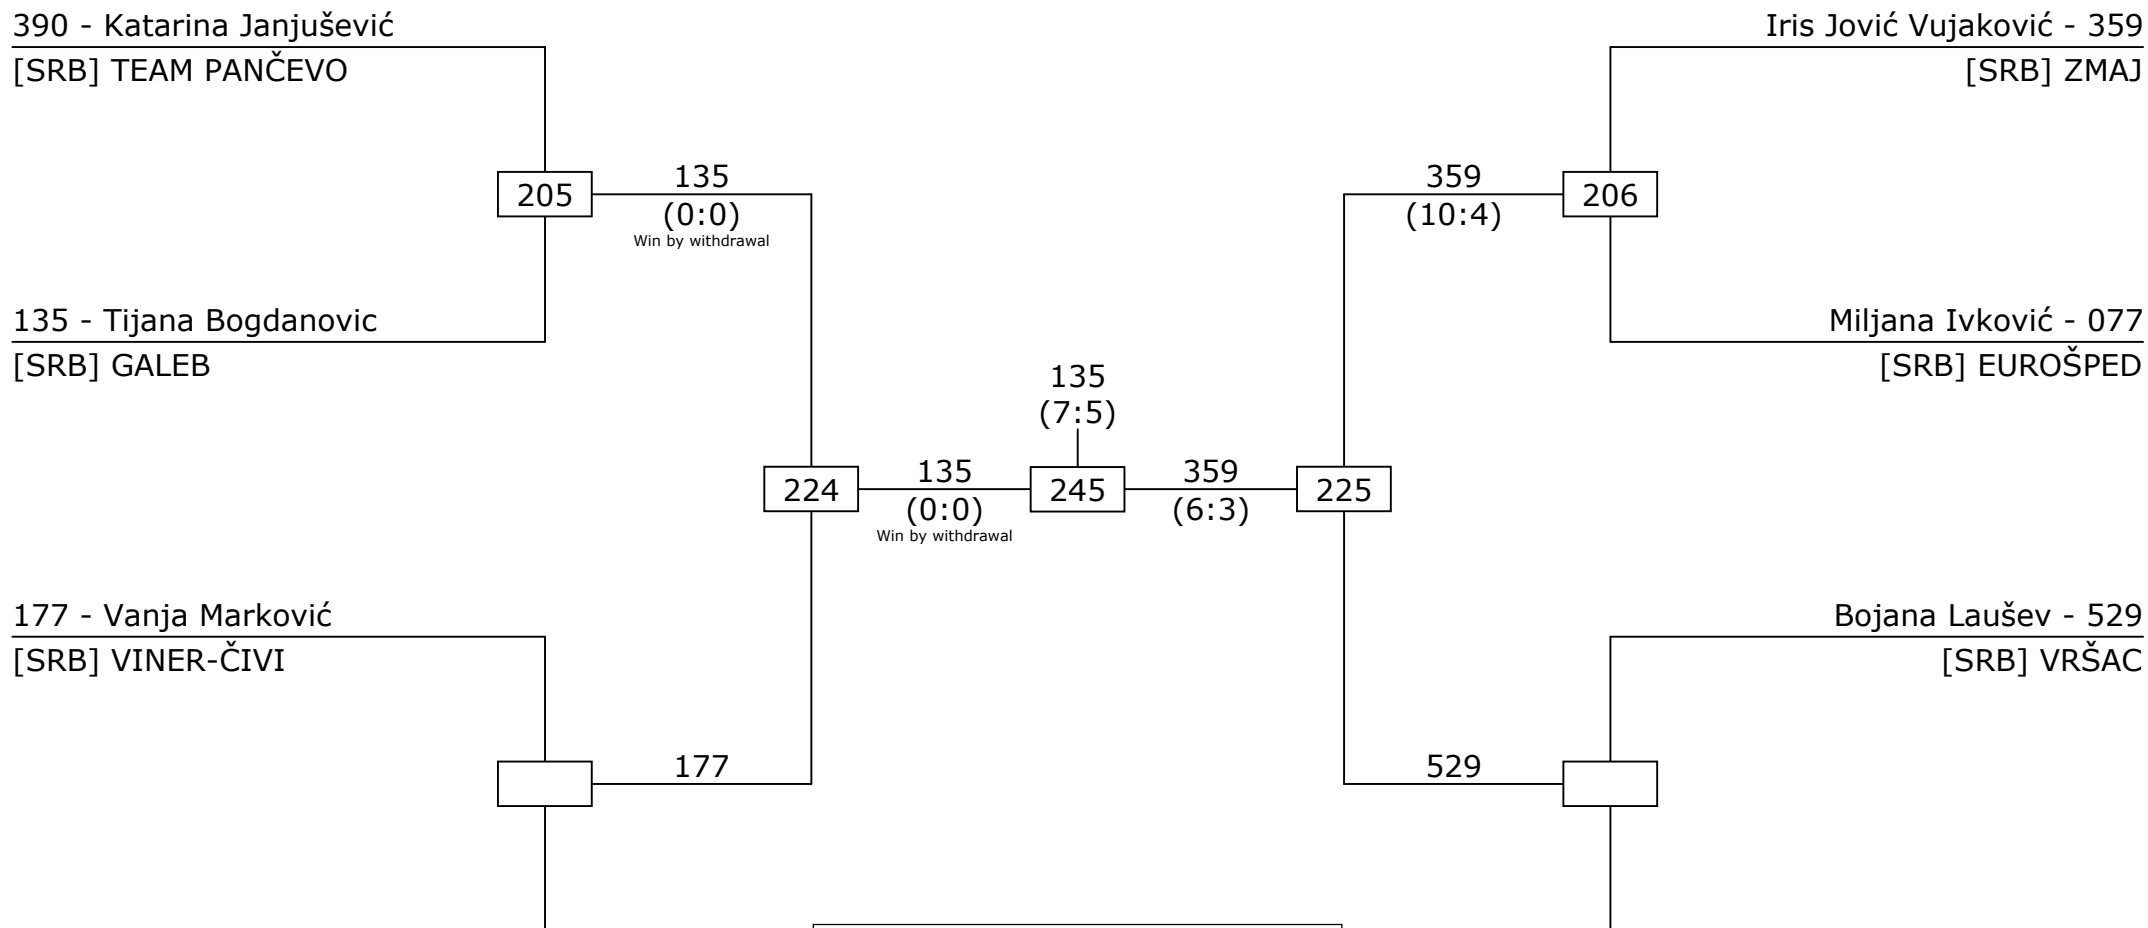 390 - Katarina Janjušević
[SRB] TEAM PANČEVO
Iris Jović Vujaković - 359
[SRB] ZMAJ
205
135
(0:0)
Win by withdrawal
359
(10:4)
206
135 - Tijana Bogdanovic
[SRB] GALEB
Miljana Ivković - 077
[SRB] EUROŠPED
135
(7:5)
224
135
(0:0)
Win by withdrawal
245
359
(6:3)
225
177 - Vanja Marković
[SRB] VINER-ČIVI
Bojana Laušev - 529
[SRB] VRŠAC
177
529